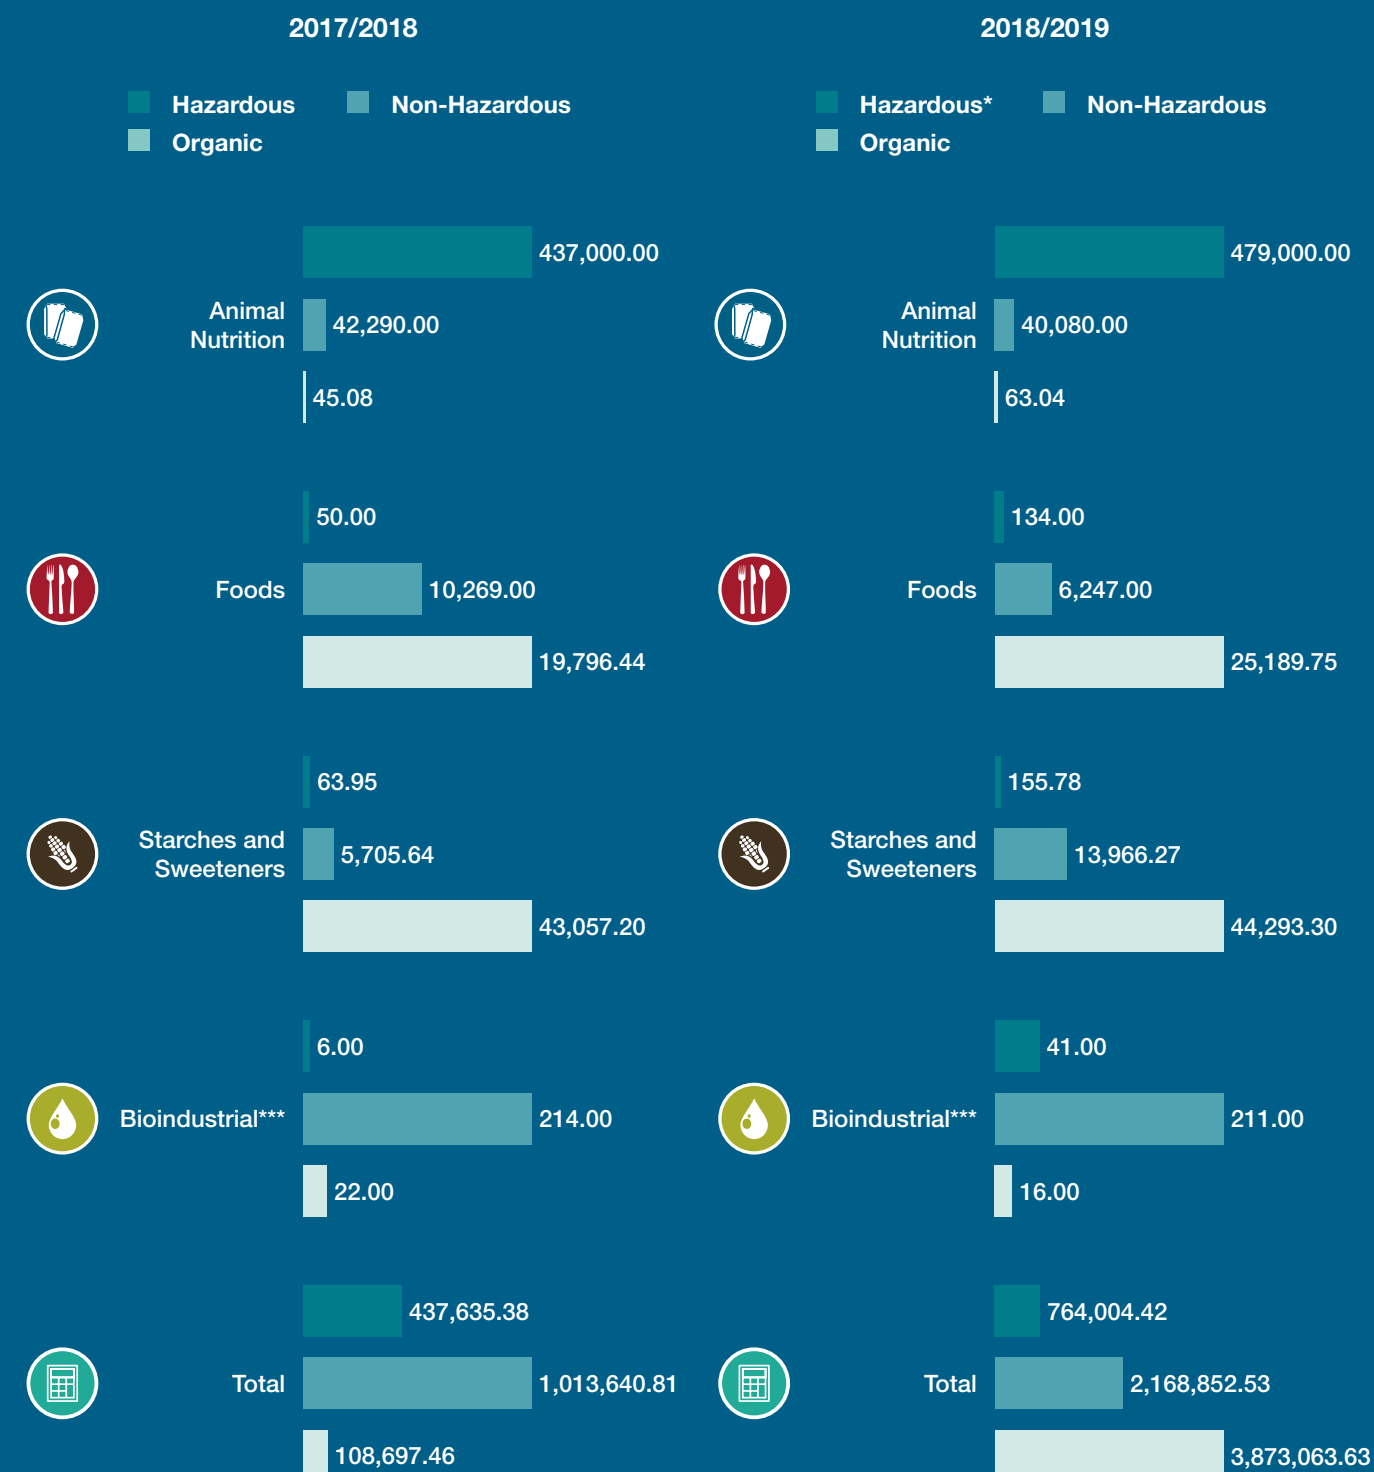 2017/2018
Hazardous
Non-Hazardous
Organic
437,000.00
Animal
Nutrition
42,290.00
45.08
50.00
Foods
10,269.00
19,796.44
63.95
Starches and
Sweeteners
5,705.64
43,057.20
6.00
Bioindustrial***
214.00
22.00
437,635.38
Total
1,013,640.81
108,697.46
2018/2019
Hazardous*
Non-Hazardous
Organic
479,000.00
Animal
Nutrition
40,080.00
63.04
134.00
Foods
6,247.00
25,189.75
155.78
Starches and
Sweeteners
13,966.27
44,293.30
41.00
Bioindustrial***
211.00
16.00
764,004.42
Total
2,168,852.53
3,873,063.63